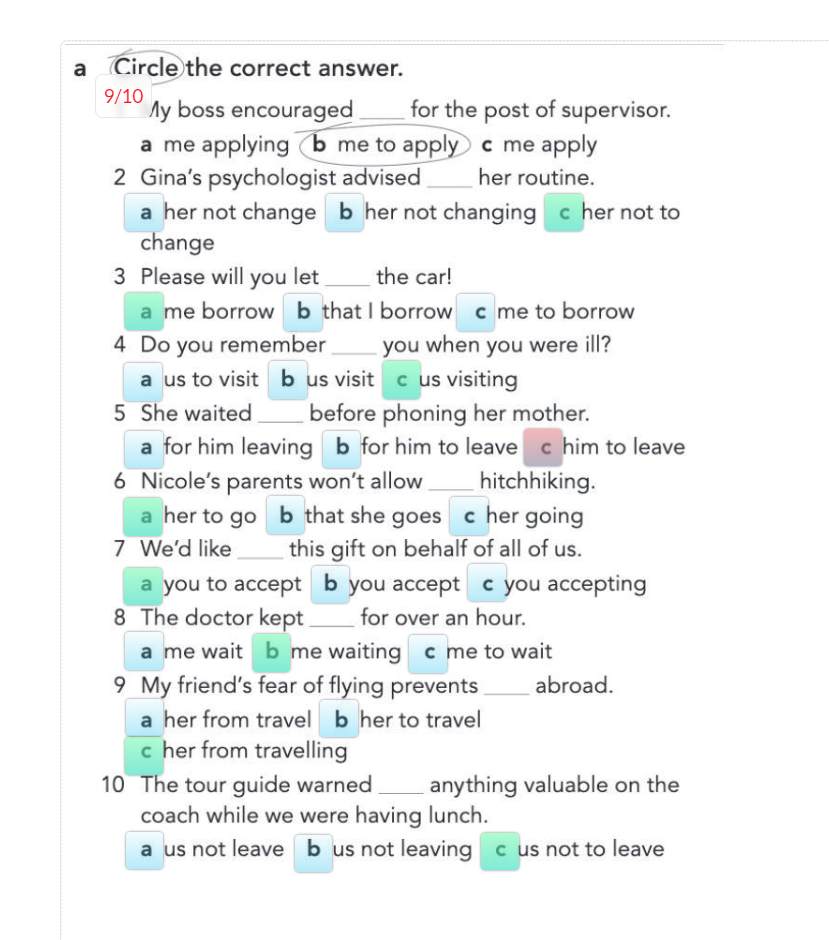 a Circle the correct answer.
9/10
My boss encouraged ____ for the post of supervisor.
a me applying b me to apply c me apply
2 Gina's psychologist advised ____ her routine.
a her not change b her not changing c her not to
change
3 Please will you let ____ the car!
a me borrow b that I borrow c me to borrow
4 Do you remember ____ you when you were ill?
a us to visit b us visit c us visiting
5 She waited ____ before phoning her mother.
a for him leaving b for him to leave c him to leave
6 Nicole's parents won't allow ____ hitchhiking.
a her to go b that she goes c her going
7 We'd like ____ this gift on behalf of all of us.
a you to accept b you accept c you accepting
8 The doctor kept ____ for over an hour.
a me wait b me waiting c me to wait
9 My friend's fear of flying prevents ____ abroad.
a her from travel b her to travel
c her from travelling
10 The tour guide warned ____ anything valuable on the
coach while we were having lunch.
a us not leave b us not leaving c us not to leave